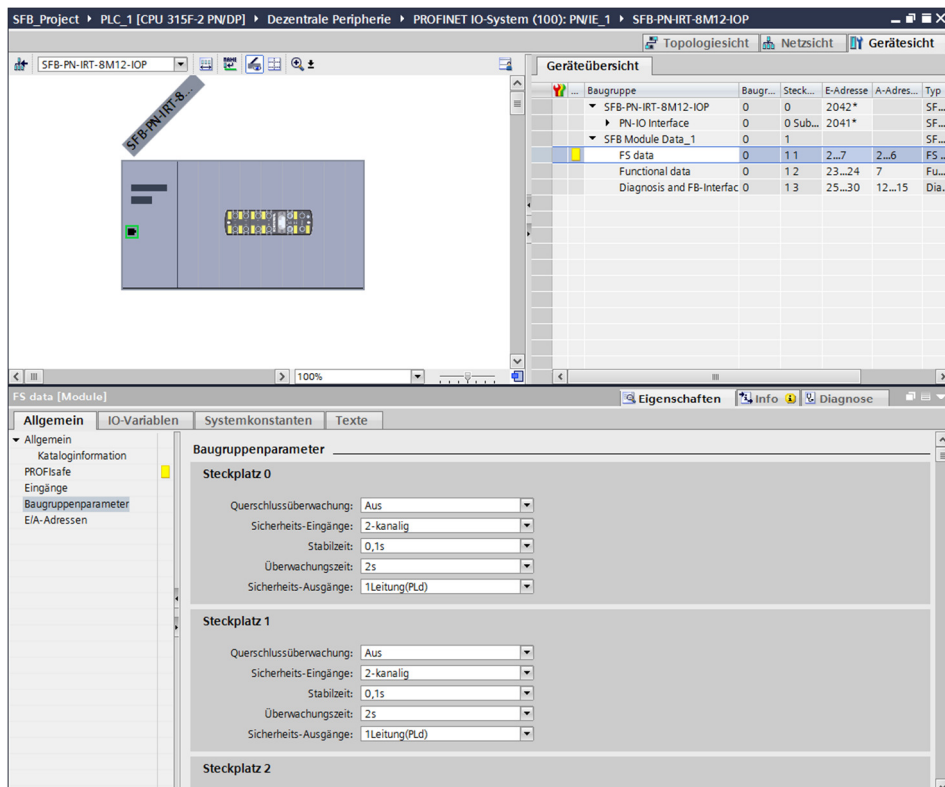 SFB_Project ▸ PLC_1 [CPU 315F-2 PN/DP] ▸ Dezentrale Peripherie ▸ PROFINET IO-System (100): PN/IE_1 ▸ SFB-PN-IRT-8M12-IOP
Topologiesicht Netzsicht Gerätesicht
SFB-PN-IRT-8M12-IOP
SFB-PN-IRT-8...
100%
Geräteübersicht
... Baugruppe Baugr... Steck... E-Adresse A-Adres... Typ
SFB-PN-IRT-8M12-IOP 0 0 2042* SF...
PN-IO Interface 0 0 Sub... 2041* SF...
SFB Module Data_1 0 1 SF...
FS data 0 1 1 2...7 2...6 FS ..
Functional data 0 1 2 23...24 7 Fu...
Diagnosis and FB-Interfac 0 1 3 25...30 12...15 Dia.
FS data [Module]
Eigenschaften Info Diagnose
Allgemein IO-Variablen Systemkonstanten Texte
Allgemein
Kataloginformation
PROFIsafe
Eingänge
Baugruppenparameter
E/A-Adressen
Baugruppenparameter
Steckplatz 0
Querschlussüberwachung: Aus
Sicherheits-Eingänge: 2-kanalig
Stabilzeit: 0,1s
Überwachungszeit: 2s
Sicherheits-Ausgänge: 1Leitung(PLd)
Steckplatz 1
Querschlussüberwachung: Aus
Sicherheits-Eingänge: 2-kanalig
Stabilzeit: 0,1s
Überwachungszeit: 2s
Sicherheits-Ausgänge: 1Leitung(PLd)
Steckplatz 2